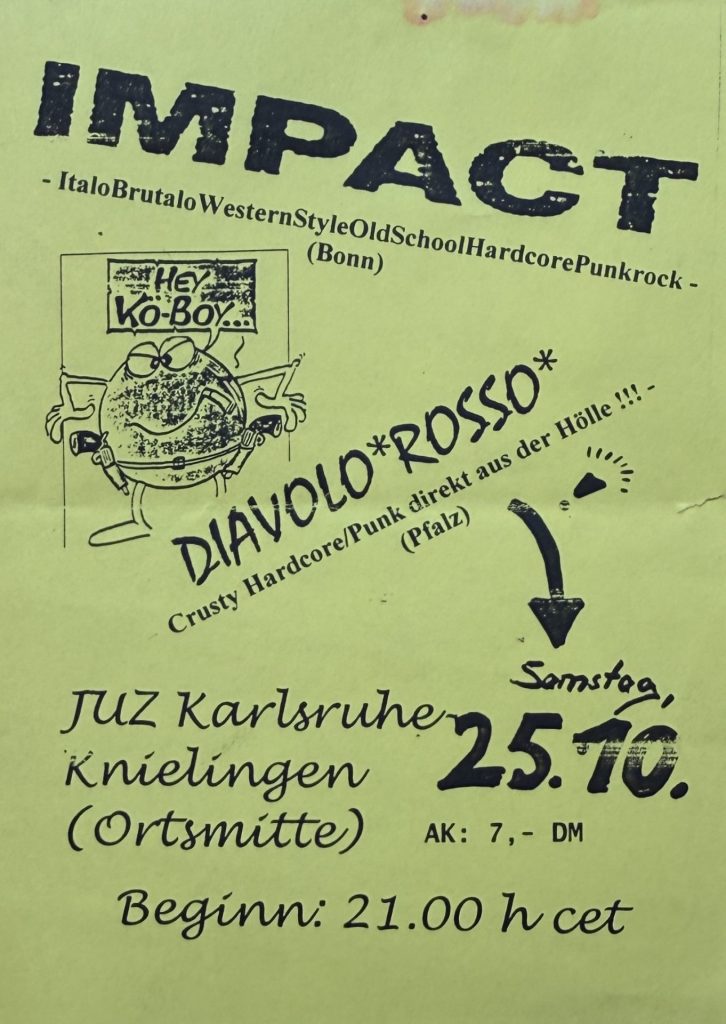 IMPACT
- ItaloBrutaloWesternStyleOldSchoolHardcorePunkrock -
(Bonn)
HEY
KO-BOY...
DIAVOLO*ROSSO*
Crusty Hardcore/Punk direkt aus der Hölle !!! -
(Pfalz)
Samstag,
25.10.
JUZ Karlsruhe-
Knielingen
(Ortsmitte)
AK: 7,- DM
Beginn: 21.00 h cet